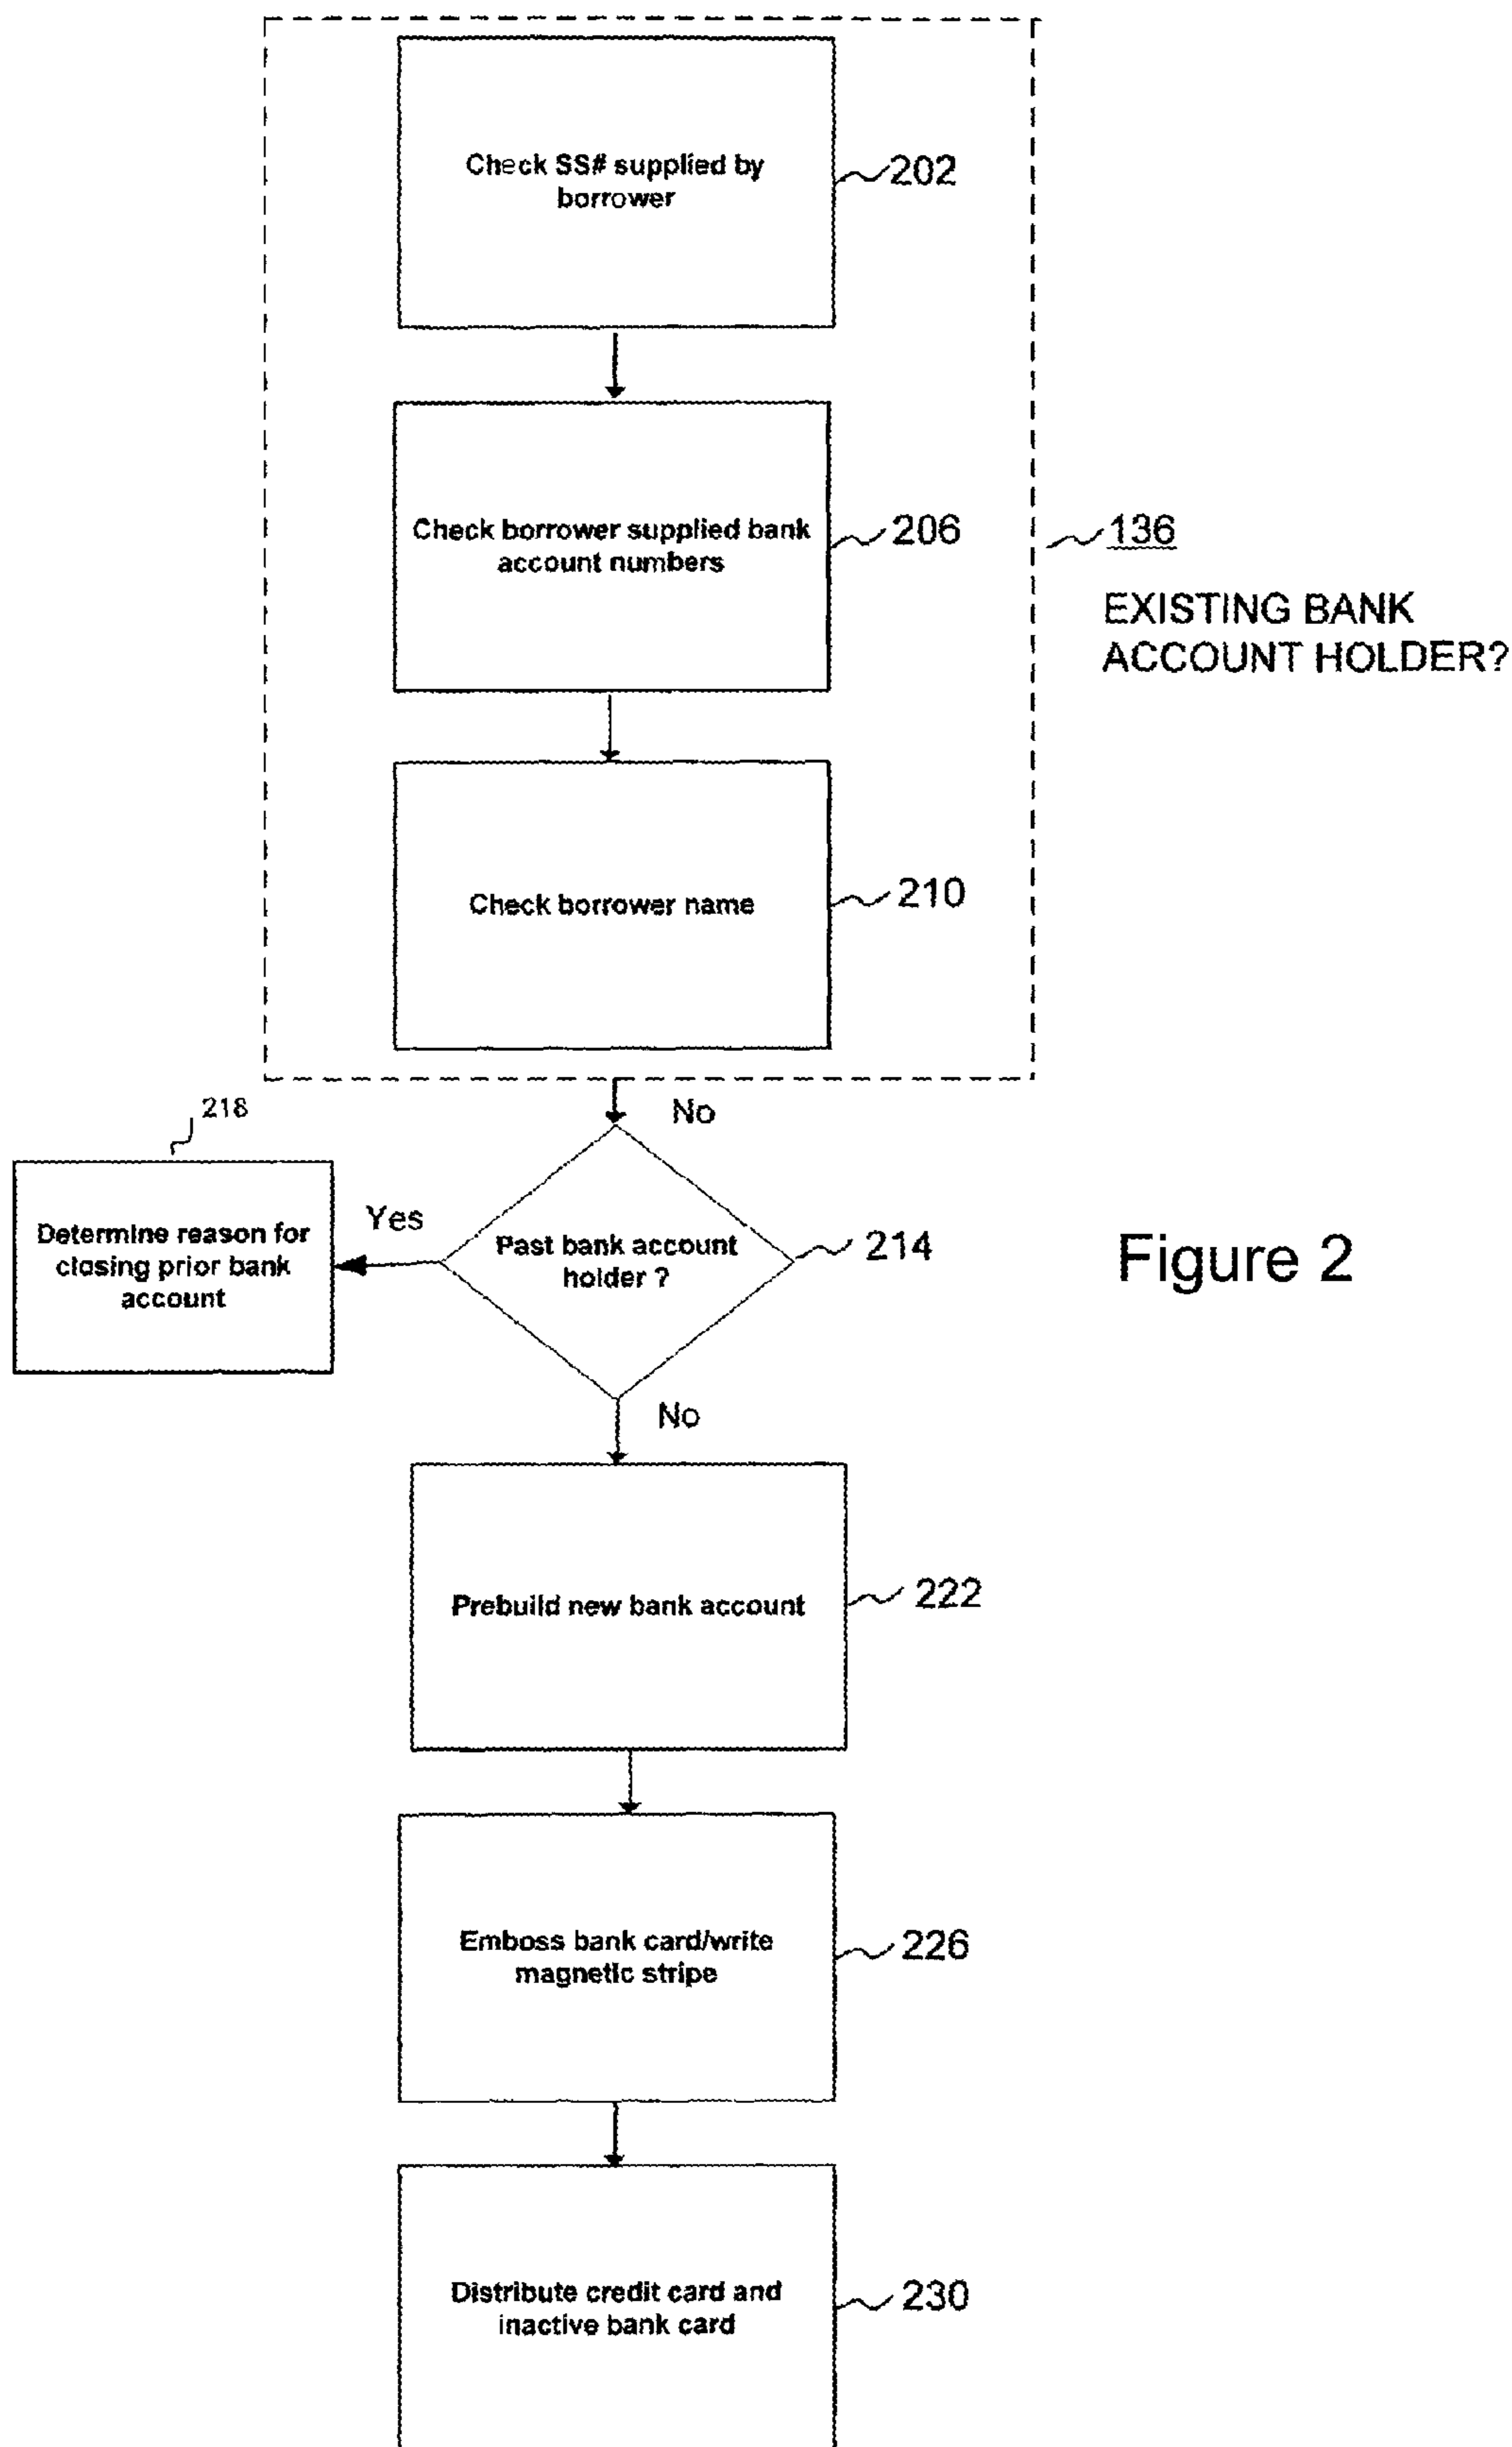 Check SS# supplied by
borrower
202
Check borrower supplied bank
account numbers
206
136
EXISTING BANK
ACCOUNT HOLDER?
Check borrower name
210
No
218
Determine reason for
closing prior bank
account
Yes
Past bank account
holder ?
214
Figure 2
No
Prebuild new bank account
222
Emboss bank card/write
magnetic stripe
226
Distribute credit card and
inactive bank card
230